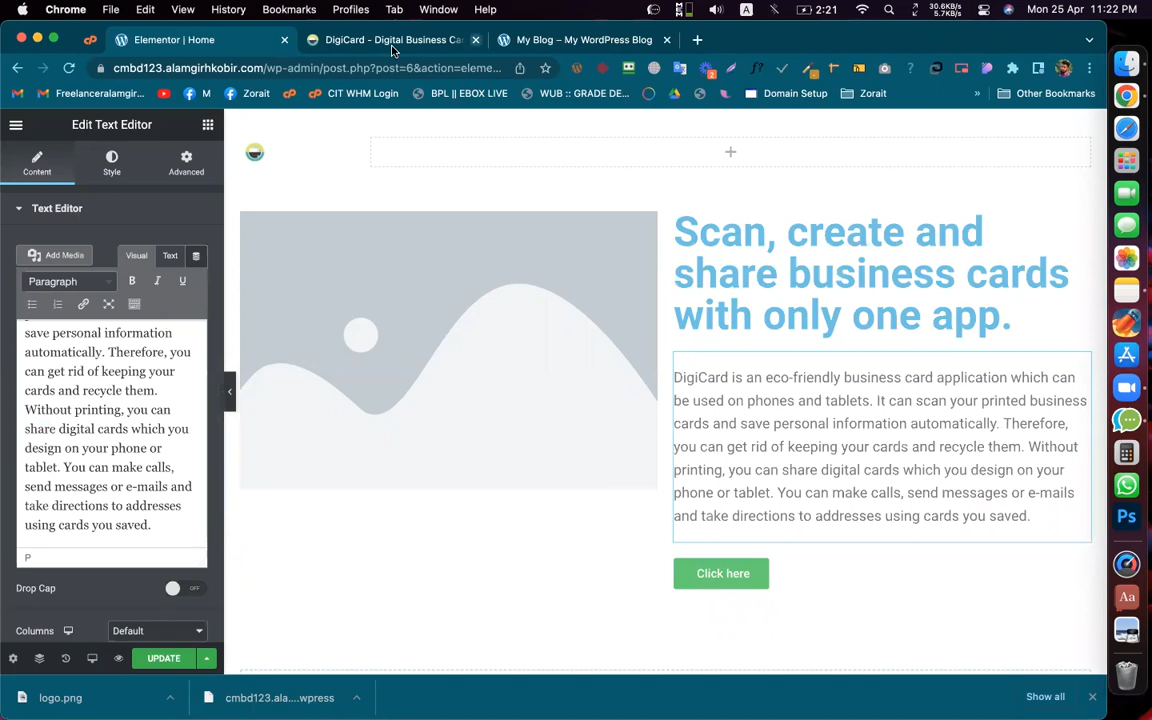 Chrome File Edit View History Bookmarks Profiles Tab Window Help
30.6KB/s
5.7KB/s
A
2:21
Mon 25 Apr 11:22 PM
Elementor | Home
DigiCard - Digital Business Car
My Blog – My WordPress Blog
cmbd123.alamgirhkobir.com/wp-admin/post.php?post=6&action=eleme...
f?
2
Freelanceralamgir...
M
Zorait
CIT WHM Login
BPL || EBOX LIVE
WUB :: GRADE DE...
Domain Setup
Zorait
»
Other Bookmarks
Edit Text Editor
Content
Style
Advanced
Text Editor
Add Media
Visual
Text
Paragraph
B I U
save personal information
automatically. Therefore, you
can get rid of keeping your
cards and recycle them.
Without printing, you can
share digital cards which you
design on your phone or
tablet. You can make calls,
send messages or e-mails and
take directions to addresses
using cards you saved.
P
Drop Cap
OFF
Columns
Default
UPDATE
Scan, create and
share business cards
with only one app.
DigiCard is an eco-friendly business card application which can
be used on phones and tablets. It can scan your printed business
cards and save personal information automatically. Therefore,
you can get rid of keeping your cards and recycle them. Without
printing, you can share digital cards which you design on your
phone or tablet. You can make calls, send messages or e-mails
and take directions to addresses using cards you saved.
Click here
logo.png
cmbd123.ala....wpress
Show all
Ps
Aa